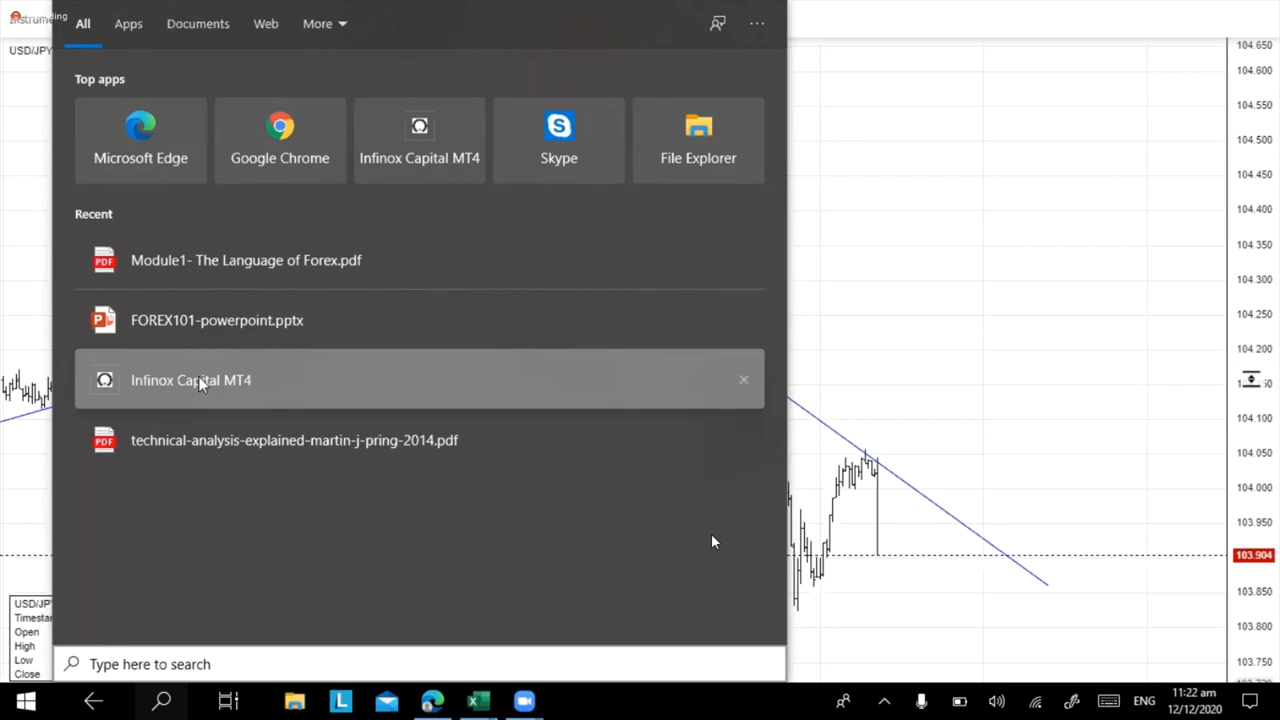 All Apps Documents Web More
USD/JPY
Top apps
Microsoft Edge Google Chrome Infinox Capital MT4 Skype File Explorer
Recent
Module1- The Language of Forex.pdf
FOREX101-powerpoint.pptx
Infinox Capital MT4
technical-analysis-explained-martin-j-pring-2014.pdf
104.650
104.600
104.550
104.500
104.450
104.400
104.350
104.300
104.250
104.200
104.100
104.050
104.000
103.950
103.904
103.850
103.800
103.750
USD/JP
Timesta
Open
High
Low
Close
Type here to search
ENG
11:22 am
12/12/2020